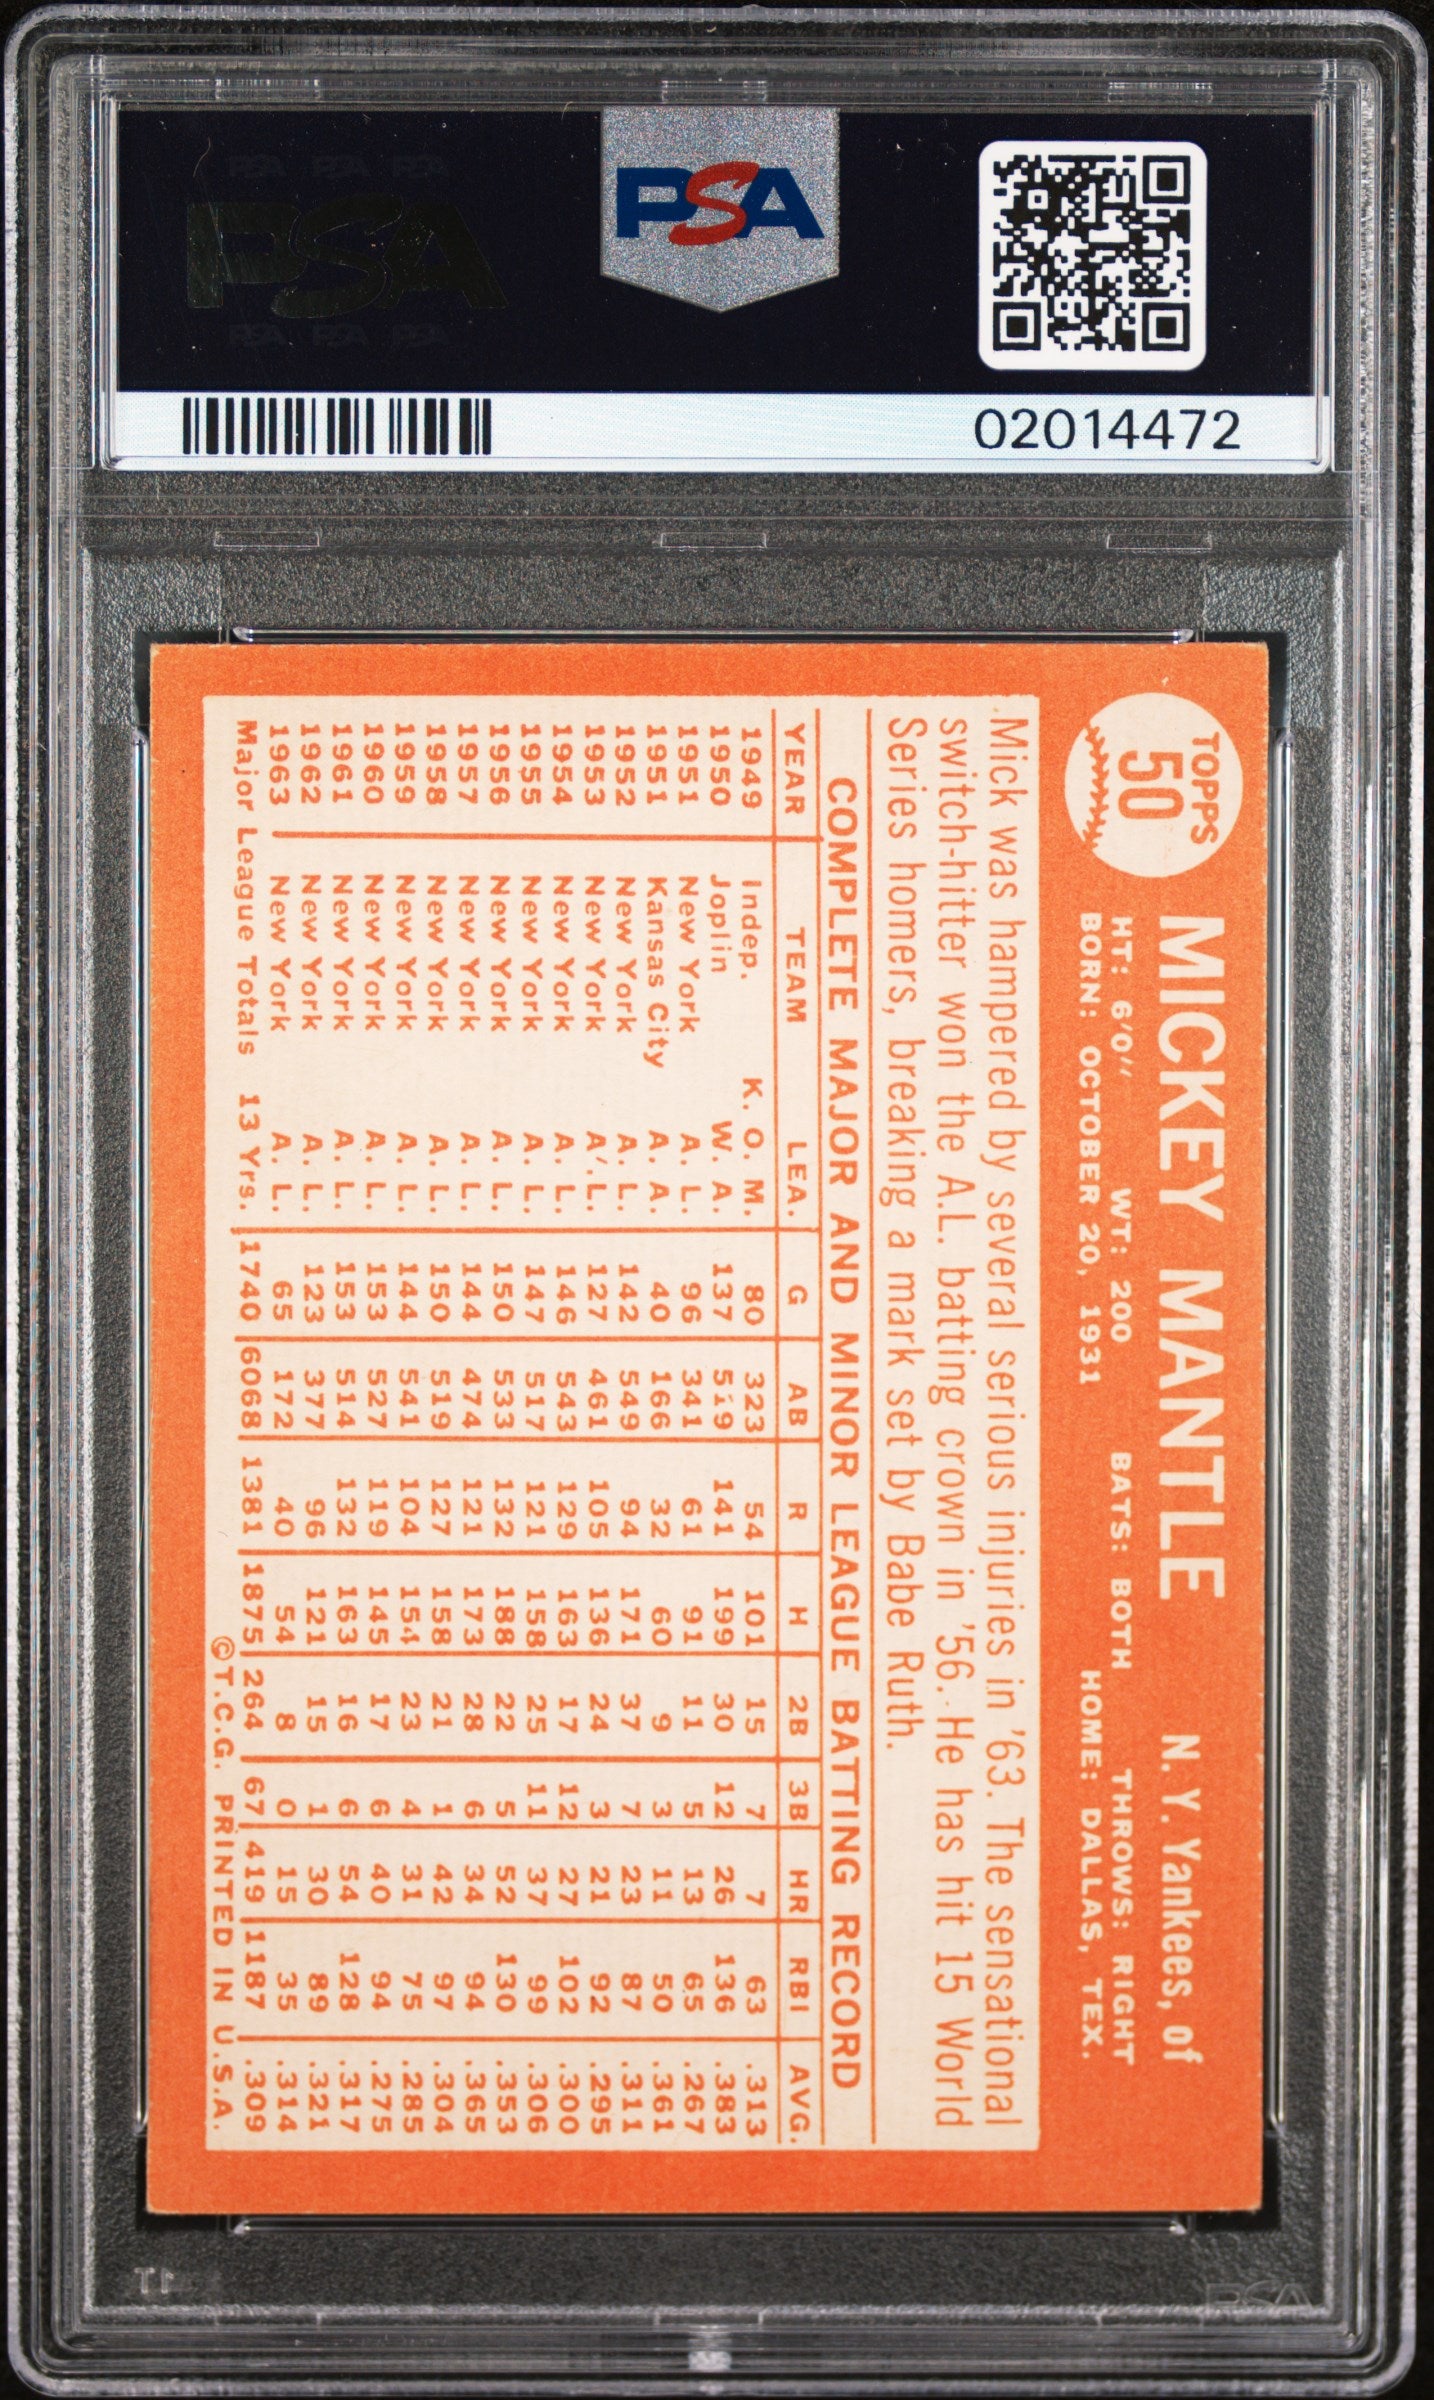 PSA PSA PSA
PSA
PSA PSA PSA
PSA
02014472
TOPPS
50
MICKEY MANTLE N. Y. Yankees, of
HT: 6'0" WT: 200 BATS: BOTH THROWS: RIGHT
BORN: OCTOBER 20, 1931 HOME: DALLAS, TEX.
Mick was hampered by several serious injuries in '63. The sensational
switch-hitter won the A.L. batting crown in '56. He has hit 15 World
Series homers, breaking a mark set by Babe Ruth.
COMPLETE MAJOR AND MINOR LEAGUE BATTING RECORD
YEAR TEAM LEA. G AB R H 2B 3B HR RBI AVG.
1949 Indep. K. O. M. 80 323 54 101 15 7 7 63 .313
1950 Joplin W. A. 137 519 141 199 30 12 26 136 .383
1951 New York A. L. 96 341 61 91 11 5 13 65 .267
1951 Kansas City A. A. 40 166 32 60 9 3 11 50 .361
1952 New York A. L. 142 549 94 171 37 7 23 87 .311
1953 New York A. L. 127 461 105 136 24 3 21 92 .295
1954 New York A. L. 146 543 129 163 17 12 27 102 .300
1955 New York A. L. 147 517 121 158 25 11 37 99 .306
1956 New York A. L. 150 533 132 188 22 5 52 130 .353
1957 New York A. L. 144 474 121 173 28 6 34 94 .365
1958 New York A. L. 150 519 127 158 21 1 42 97 .304
1959 New York A. L. 144 541 104 154 23 4 31 75 .285
1960 New York A. L. 153 527 119 145 17 6 40 94 .275
1961 New York A. L. 153 514 132 163 16 6 54 128 .317
1962 New York A. L. 123 377 96 121 15 1 30 89 .321
1963 New York A. L. 65 172 40 54 8 0 15 35 .314
Major League Totals 13 Yrs. 1740 6068 1381 1875 264 67 419 1187 .309
©T.C.G. PRINTED IN U.S.A.
PSA